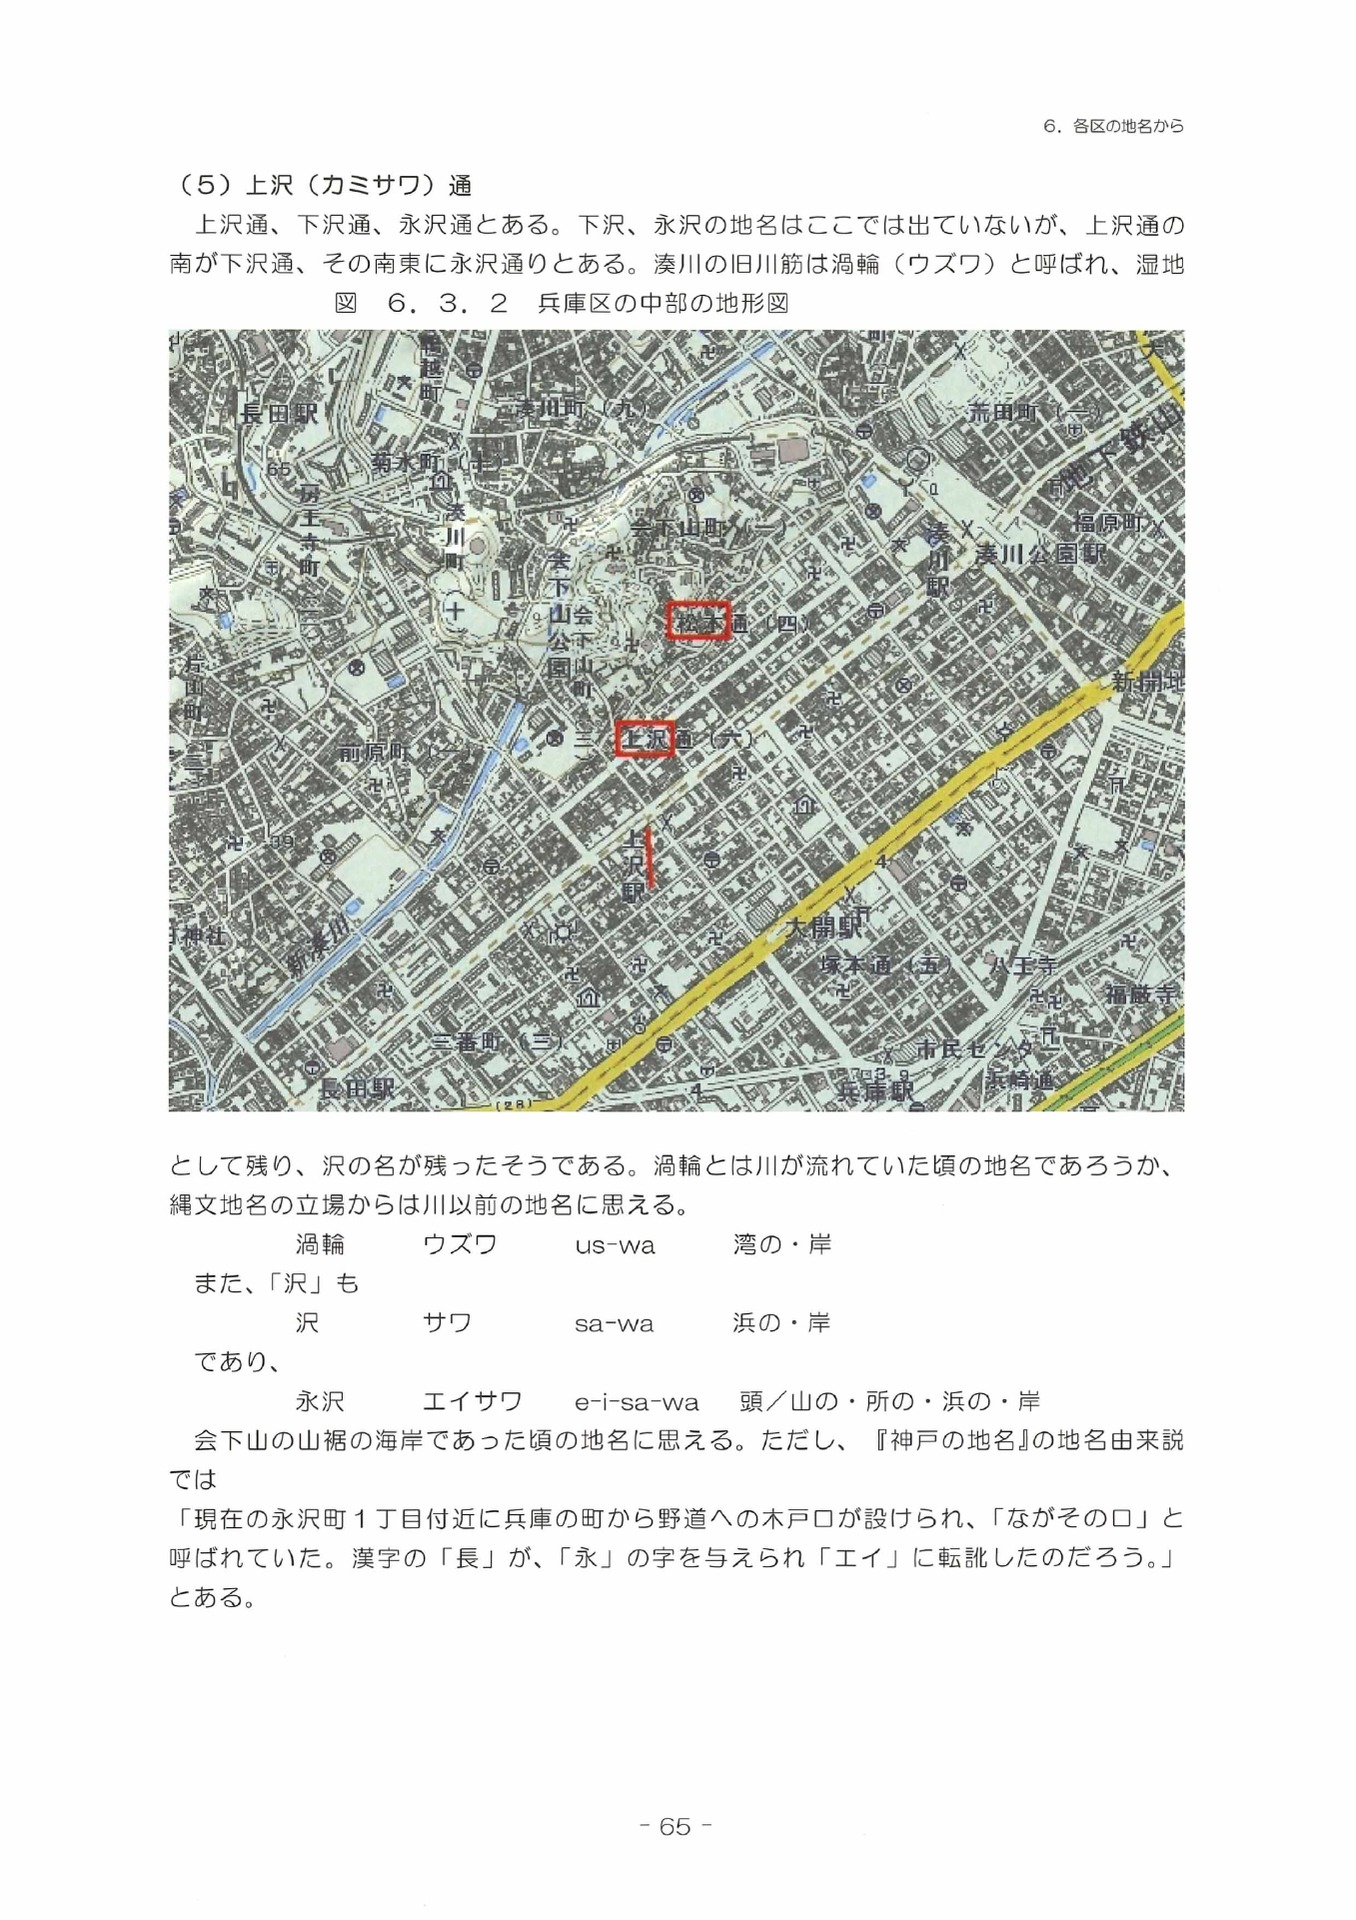 6．各区の地名から
（5）上沢（カミサワ）通
上沢通、下沢通、永沢通とある。下沢、永沢の地名はここでは出ていないが、上沢通の
南が下沢通、その南東に永沢通りとある。湊川の旧川筋は渦輪（ウズワ）と呼ばれ、湿地
図　6．3．2　兵庫区の中部の地形図
長田駅
湊川町（九）
荒田町（一）
菊水町（十）
65
房王寺町
湊川町
会下山町（一）
福原町
湊川駅
湊川公園駅
会下山公園
会下山町
松本通（四）
片田町
新開地
前原町（一）
上沢通（六）
上沢駅
39
4
大開駅
新湊川
神社
塚本通（五）
八王寺
福厳寺
三番町（三）
市民センタ
浜崎通
長田駅
兵庫駅
4
(28)
として残り、沢の名が残ったそうである。渦輪とは川が流れていた頃の地名であろうか、
縄文地名の立場からは川以前の地名に思える。
渦輪　ウズワ　us-wa　湾の・岸
また、「沢」も
沢　サワ　sa-wa　浜の・岸
であり、
永沢　エイサワ　e-i-sa-wa　頭／山の・所の・浜の・岸
会下山の山裾の海岸であった頃の地名に思える。ただし、『神戸の地名』の地名由来説
では
「現在の永沢町１丁目付近に兵庫の町から野道への木戸口が設けられ、「ながその口」と
呼ばれていた。漢字の「長」が、「永」の字を与えられ「エイ」に転訛したのだろう。」
とある。
- 65 -